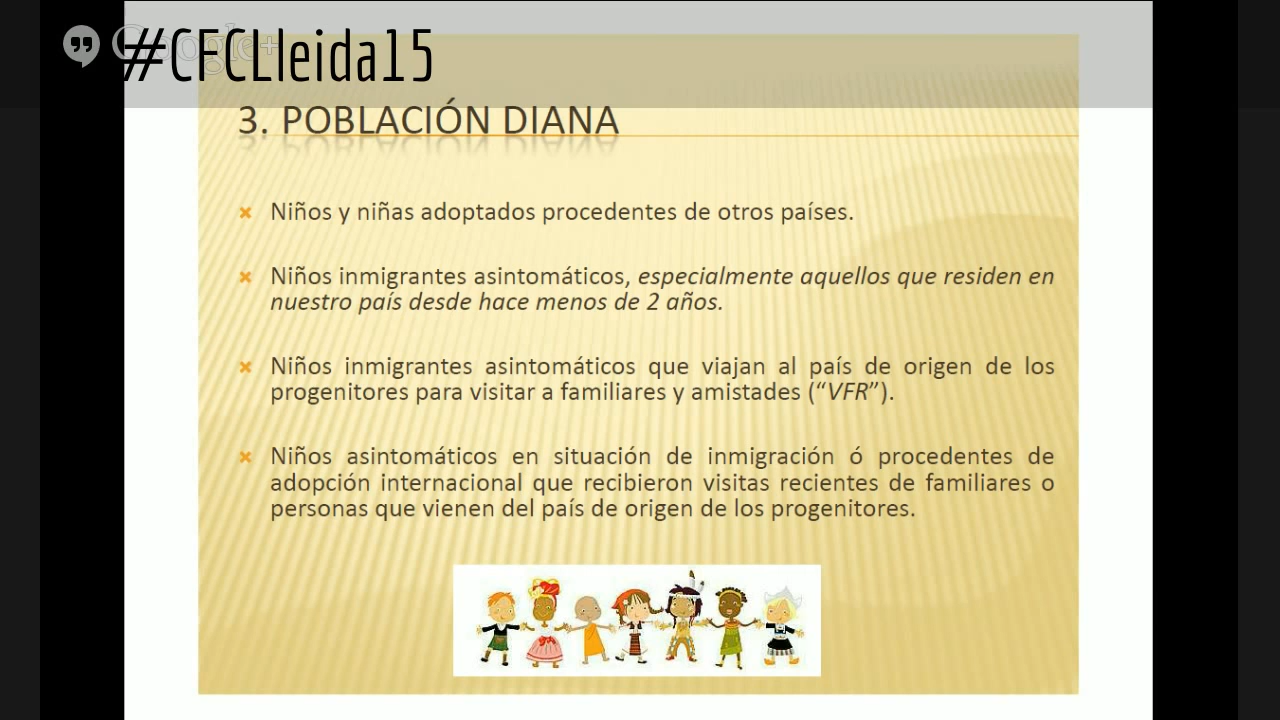 Google+
#CFCLleida15
3. POBLACIÓN DIANA
Niños y niñas adoptados procedentes de otros países.
Niños inmigrantes asintomáticos, especialmente aquellos que residen en
nuestro país desde hace menos de 2 años.
Niños inmigrantes asintomáticos que viajan al país de origen de los
progenitores para visitar a familiares y amistades (“VFR”).
Niños asintomáticos en situación de inmigración ó procedentes de
adopción internacional que recibieron visitas recientes de familiares o
personas que vienen del país de origen de los progenitores.